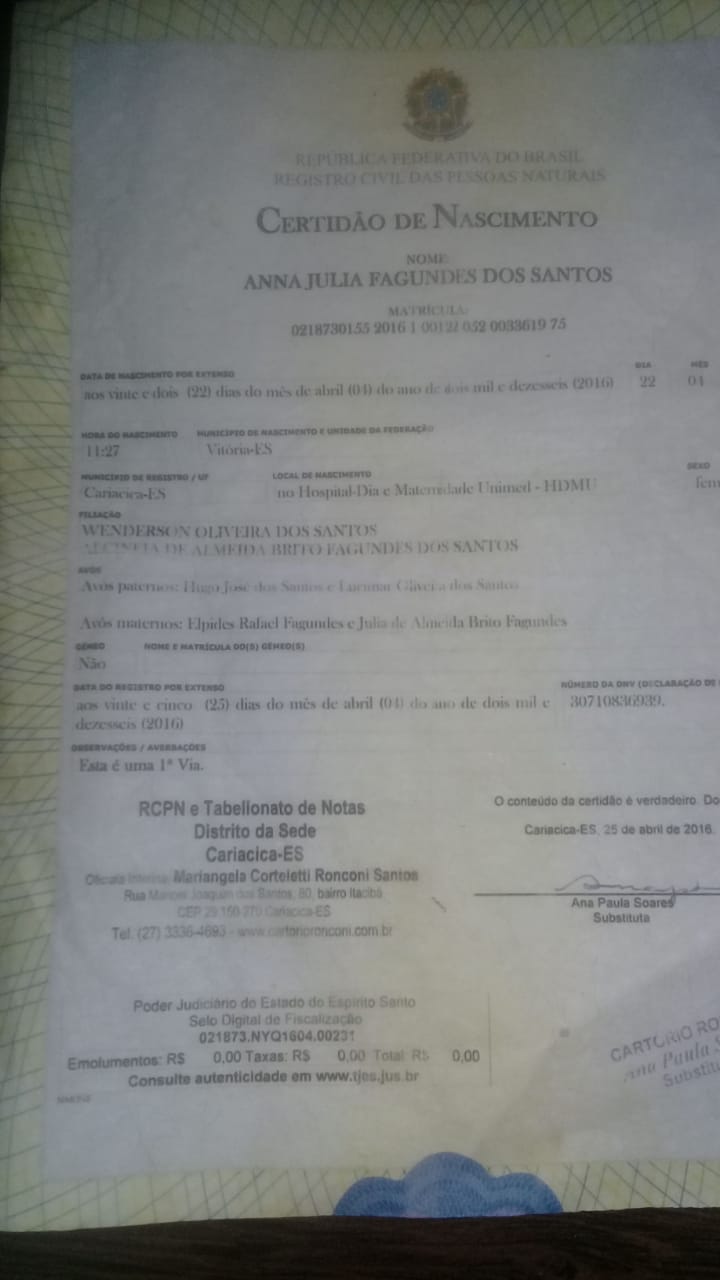 REPÚBLICA FEDERATIVA DO BRASIL
REGISTRO CIVIL DAS PESSOAS NATURAIS
CERTIDÃO DE NASCIMENTO
NOME:
ANNA JULIA FAGUNDES DOS SANTOS
MATRÍCULA:
0218730155 2016 1 00122 052 0033619 75
DATA DE NASCIMENTO POR EXTENSO DIA MÊS
aos vinte e dois (22) dias do mês de abril (04) do ano de dois mil e dezesseis (2016) 22 04
HORA DO NASCIMENTO MUNICÍPIO DE NASCIMENTO E UNIDADE DA FEDERAÇÃO
11:27 Vitória-ES
MUNICÍPIO DE REGISTRO / UF LOCAL DE NASCIMENTO SEXO
Cariacica-ES no Hospital-Dia e Maternidade Unimed - HDMU fem
FILIAÇÃO
WENDERSON OLIVEIRA DOS SANTOS
DE ALMEIDA BRITO FAGUNDES DOS SANTOS
AVÓS
Avós paternos: Hugo José dos Santos e Oliveira dos Santos
Avós maternos: Elpides Rafael Fagundes e Julia de Almeida Brito Fagundes
GÊMEO NOME E MATRÍCULA DO(S) GÊMEO(S)
Não
DATA DO REGISTRO POR EXTENSO NÚMERO DA DNV (DECLARAÇÃO DE
aos vinte e cinco (25) dias do mês de abril (04) do ano de dois mil e 30710836939.
dezesseis (2016)
OBSERVAÇÕES / AVERBAÇÕES
Esta é uma 1ª Via.
RCPN e Tabelionato de Notas
Distrito da Sede
Cariacica-ES
Oficiala Interina: Mariangela Corteletti Ronconi Santos
Rua Manoel Joaquim dos Santos, 80, bairro Itacibá
CEP 29.150-270 Cariacica-ES
Tel. (27) 3336-4693 - www.cartorioronconi.com.br
O conteúdo da certidão é verdadeiro. Do
Cariacica-ES, 25 de abril de 2016.
Ana Paula Soares
Substituta
Poder Judiciário do Estado do Espírito Santo
Selo Digital de Fiscalização
021873.NYQ1604.00231
Emolumentos: R$ 0,00 Taxas: R$ 0,00 Total: R$ 0,00
Consulte autenticidade em www.tjes.jus.br
CARTÓRIO RO
Ana Paula S
Substitu